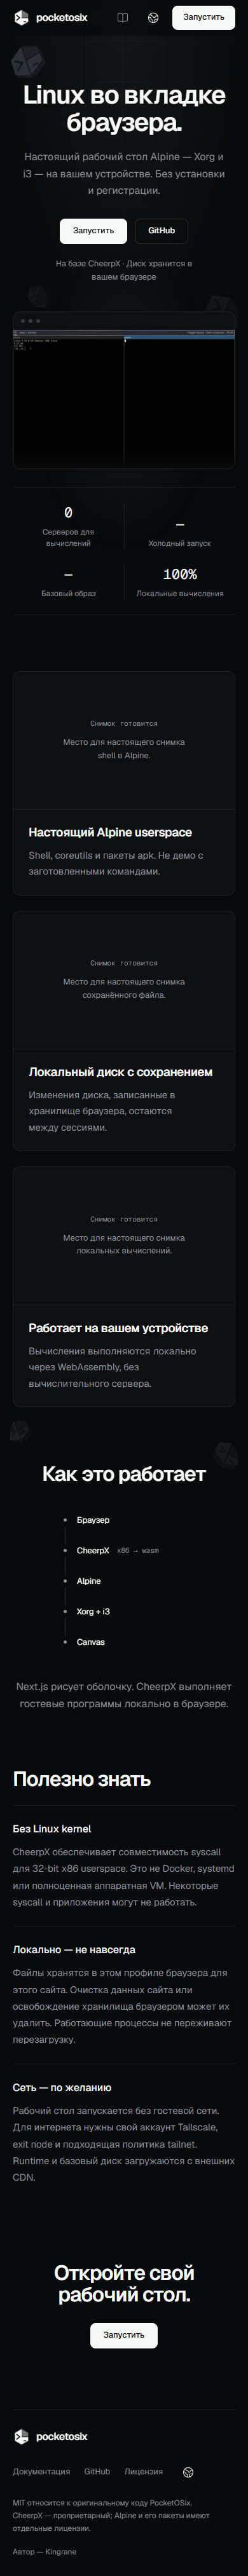 pocketosix
Запустить
Linux во вкладке
браузера.
Настоящий рабочий стол Alpine — Xorg и
i3 — на вашем устройстве. Без установки
и регистрации.
Запустить
GitHub
На базе CheerpX · Диск хранится в
вашем браузере
0
Серверов для
вычислений
—
Холодный запуск
—
Базовый образ
100%
Локальные вычисления
Снимок готовится
Место для настоящего снимка
shell в Alpine.
Настоящий Alpine userspace
Shell, coreutils и пакеты apk. Не демо с
заготовленными командами.
Снимок готовится
Место для настоящего снимка
сохранённого файла.
Локальный диск с сохранением
Изменения диска, записанные в
хранилище браузера, остаются
между сессиями.
Снимок готовится
Место для настоящего снимка
локальных вычислений.
Работает на вашем устройстве
Вычисления выполняются локально
через WebAssembly, без
вычислительного сервера.
Как это работает
Браузер
CheerpX x86 → wasm
Alpine
Xorg + i3
Canvas
Next.js рисует оболочку. CheerpX выполняет
гостевые программы локально в браузере.
Полезно знать
Без Linux kernel
CheerpX обеспечивает совместимость syscall
для 32-bit x86 userspace. Это не Docker, systemd
или полноценная аппаратная VM. Некоторые
syscall и приложения могут не работать.
Локально — не навсегда
Файлы хранятся в этом профиле браузера для
этого сайта. Очистка данных сайта или
освобождение хранилища браузером может их
удалить. Работающие процессы не переживают
перезагрузку.
Сеть — по желанию
Рабочий стол запускается без гостевой сети.
Для интернета нужны свой аккаунт Tailscale,
exit node и подходящая политика tailnet.
Runtime и базовый диск загружаются с внешних
CDN.
Откройте свой
рабочий стол.
Запустить
pocketosix
Документация
GitHub
Лицензия
MIT относится к оригинальному коду PocketOSix.
CheerpX — проприетарный; Alpine и его пакеты имеют
отдельные лицензии.
Автор — Kingrane